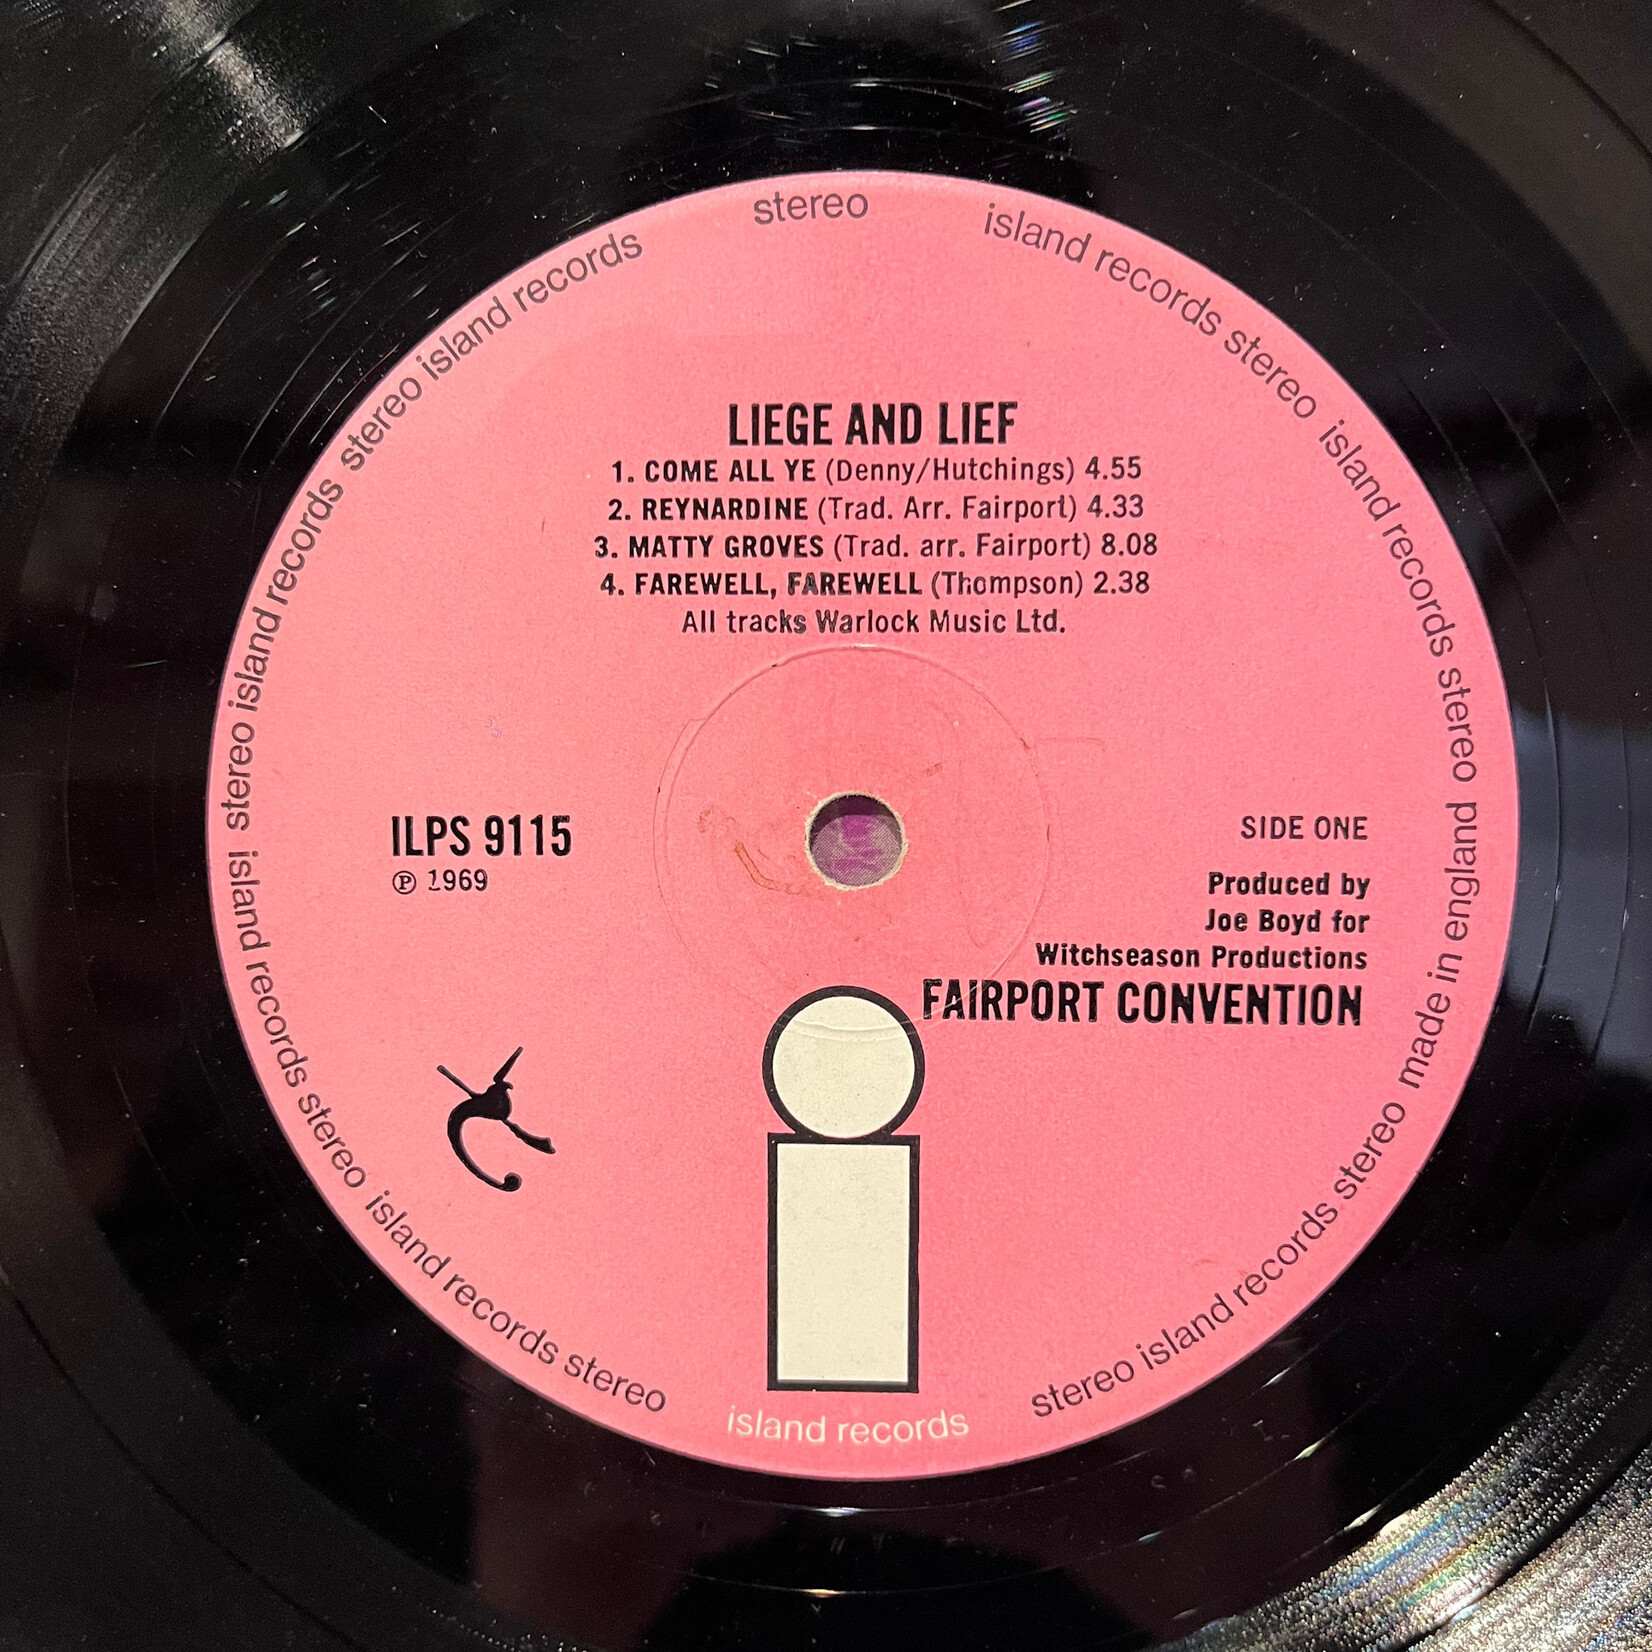 stereo
island records stereo
island records stereo
made in england
stereo island records
stereo island records
stereo island records
stereo island records
island records stereo
island records stereo
LIEGE AND LIEF
1. COME ALL YE (Denny/Hutchings) 4.55
2. REYNARDINE (Trad. Arr. Fairport) 4.33
3. MATTY GROVES (Trad. arr. Fairport) 8.08
4. FAREWELL, FAREWELL (Thompson) 2.38
All tracks Warlock Music Ltd.
ILPS 9115
℗ 1969
SIDE ONE
Produced by
Joe Boyd for
Witchseason Productions
FAIRPORT CONVENTION
i
island records